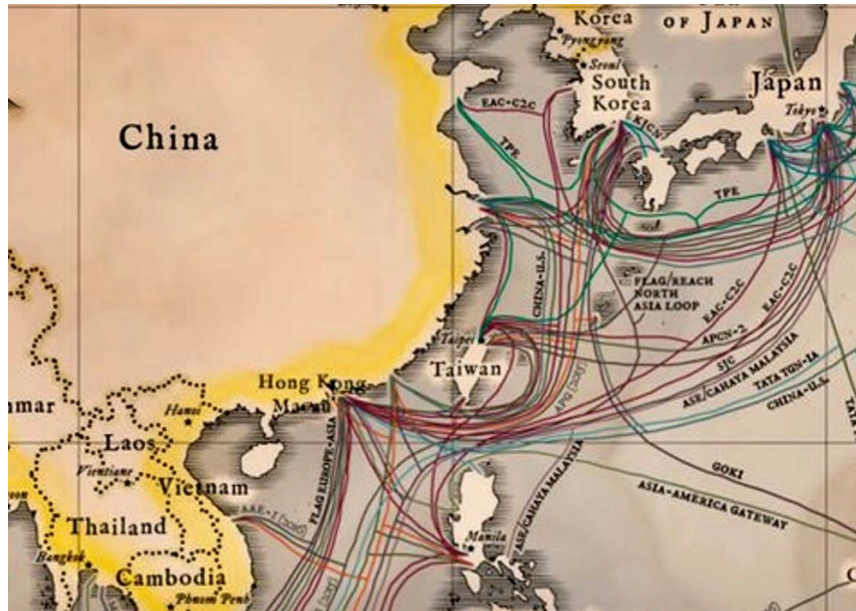 Korea
OF JAPAN
Pyongyang
Seoul
South
Korea
Japan
Tokyo
EAC-C2C
KJCN
China
TPE
TPE
CHINA-U.S.
FLAG/REACH
NORTH
ASIA LOOP
EAC-C2C
EAC-C2C
Taipei
APCN-2
SJC
Taiwan
ASE/CAHAYA MALAYSIA
TATA TGN-IA
CHINA-U.S.
Hong Kong
Macau
Hanoi
nmar
Laos
FLAG EUROPE-ASIA
Vientiane
GOKI
Vietnam
ASIA-AMERICA GATEWAY
ASE/CAHAYA MALAYSIA
Thailand
Manila
Bangkok
Cambodia
Phnom Penh